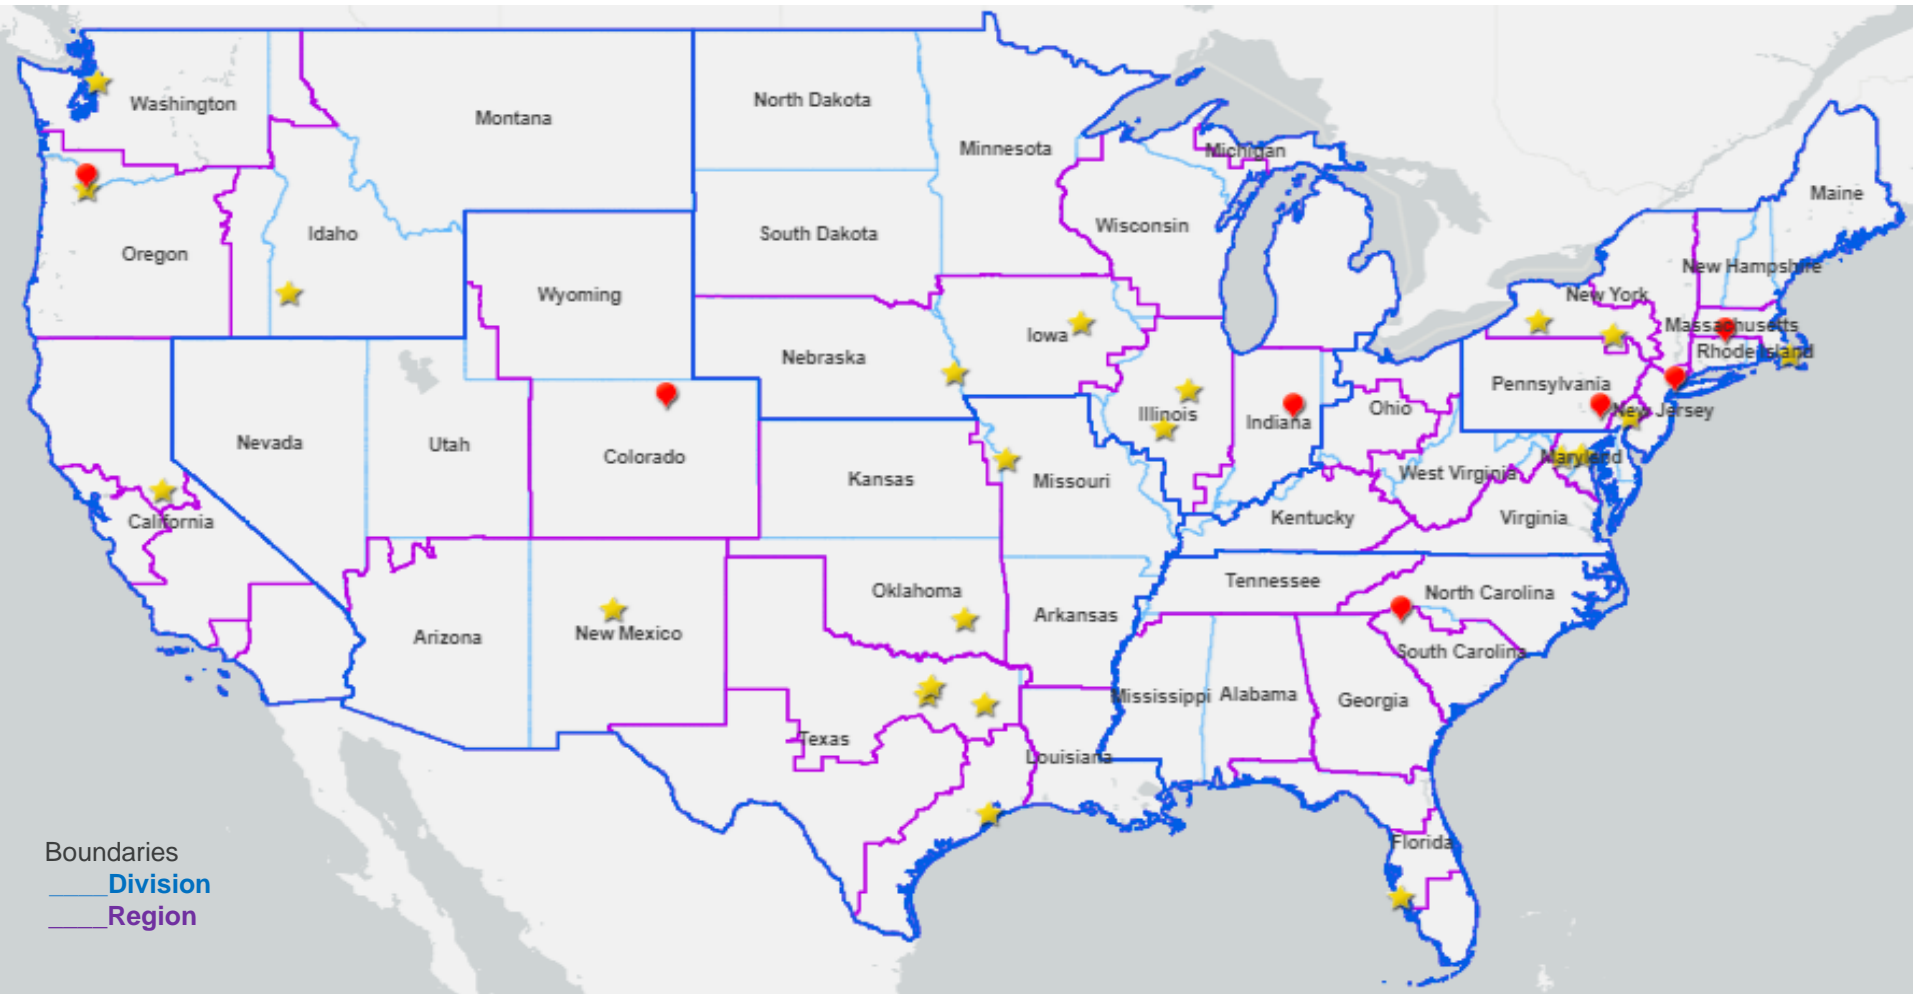 Washington
Montana
North Dakota
Minnesota
Michigan
Maine
Oregon
Idaho
South Dakota
Wisconsin
Wyoming
New Hampshire
New York
Iowa
Massachusetts
Rhode Island
Nebraska
Pennsylvania
Nevada
Utah
Colorado
Illinois
Indiana
Ohio
New Jersey
Kansas
Missouri
West Virginia
Maryland
California
Kentucky
Virginia
Oklahoma
Arkansas
Tennessee
North Carolina
Arizona
New Mexico
South Carolina
Mississippi
Alabama
Georgia
Texas
Louisiana
Florida
Boundaries
____Division
____Region